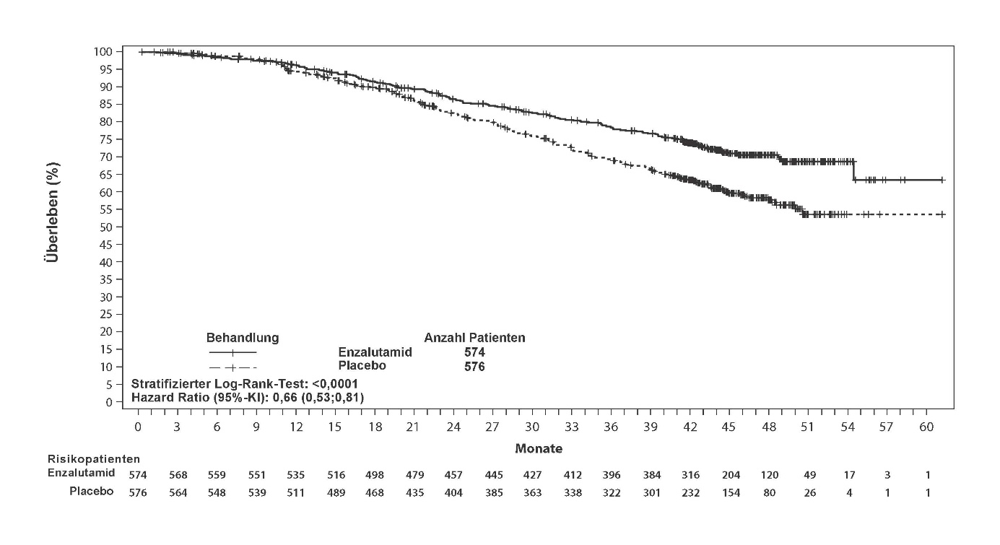 Überleben (%)
100
95
90
85
80
75
70
65
60
55
50
45
40
35
30
25
20
15
10
5
0
Behandlung Anzahl Patienten
Enzalutamid 574
Placebo 576
Stratifizierter Log-Rank-Test: <0,0001
Hazard Ratio (95%-KI): 0,66 (0,53;0,81)
0 3 6 9 12 15 18 21 24 27 30 33 36 39 42 45 48 51 54 57 60
Monate
Risikopatienten
Enzalutamid 574 568 559 551 535 516 498 479 457 445 427 412 396 384 316 204 120 49 17 3 1
Placebo 576 564 548 539 511 489 468 435 404 385 363 338 322 301 232 154 80 26 4 1 1